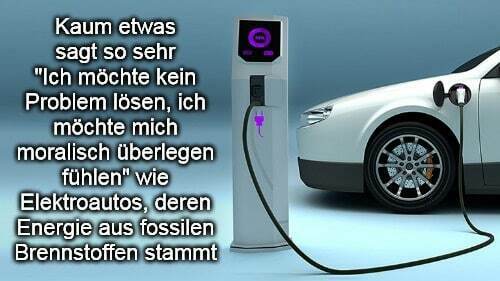 Kaum etwas
sagt so sehr
"Ich möchte kein
Problem lösen, ich
möchte mich
moralisch überlegen
fühlen" wie
Elektroautos, deren
Energie aus fossilen
Brennstoffen stammt